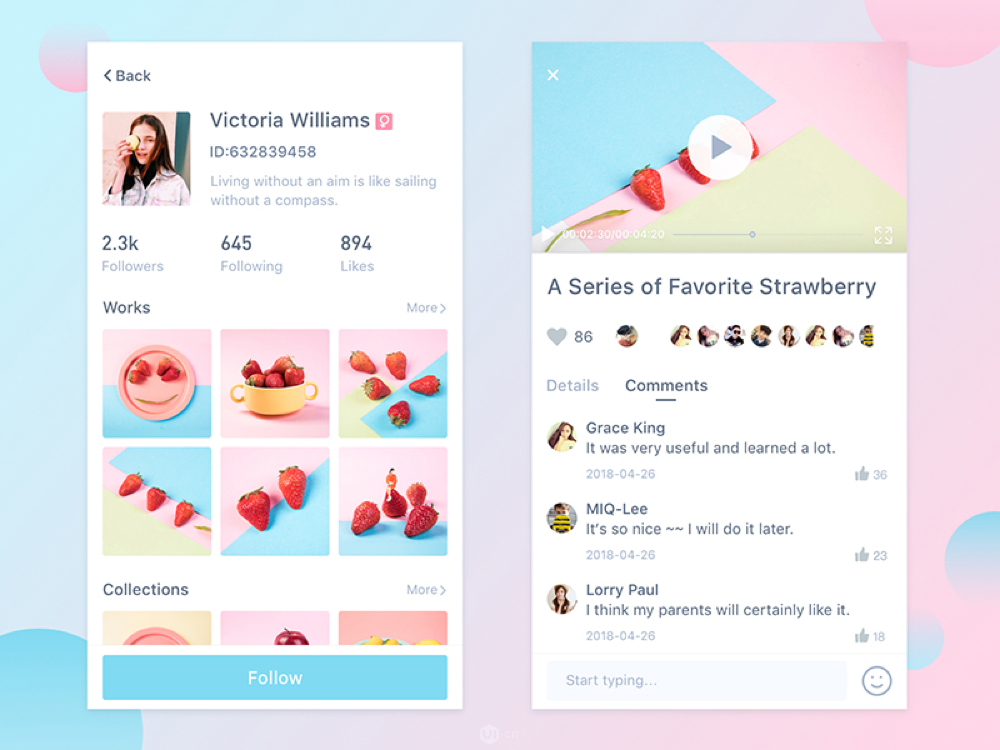 Back
Victoria Williams
ID:632839458
Living without an aim is like sailing
without a compass.
2.3k
645
894
Followers
Following
Likes
Works
More
Collections
More
Follow
00:02:30/00:04:20
A Series of Favorite Strawberry
86
Details
Comments
Grace King
It was very useful and learned a lot.
2018-04-26
36
MIQ-Lee
It's so nice ~~ I will do it later.
2018-04-26
23
Lorry Paul
I think my parents will certainly like it.
2018-04-26
18
Start typing...